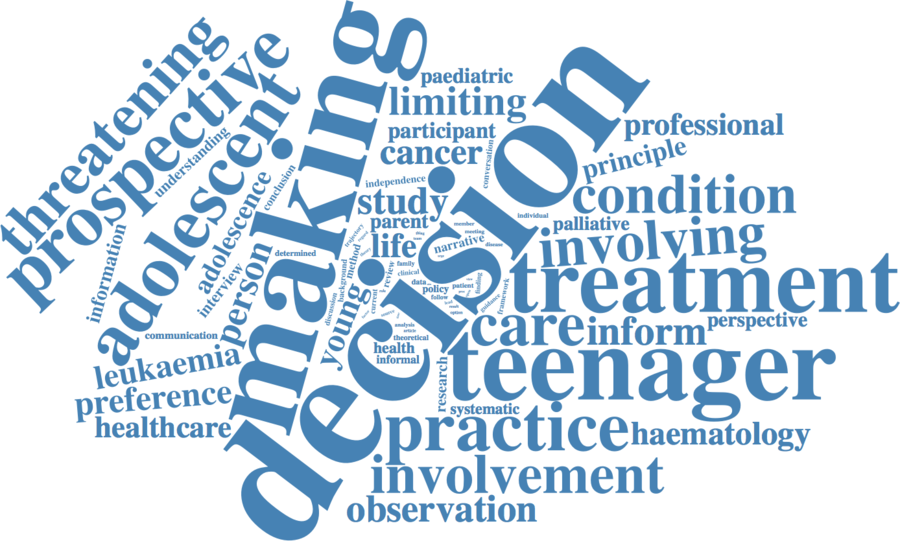 threatening
prospective
understanding
adolescent
conclusion
adolescence
information
interview
person
communication
leukaemia
preference
healthcare
making
decision
determined
paediatric
limiting
participant
cancer
conversation
independence
study
parent
life
trajectory
method
background
discussion
current
young
review
family
clinical
data
policy
follow
patient
narrative
member
meeting
disease
finding
guidance
framework
option
analysis
theoretical
health
informal
research
systematic
professional
principle
condition
individual
palliative
involving
treatment
care
inform
perspective
teenager
practice
haematology
involvement
observation